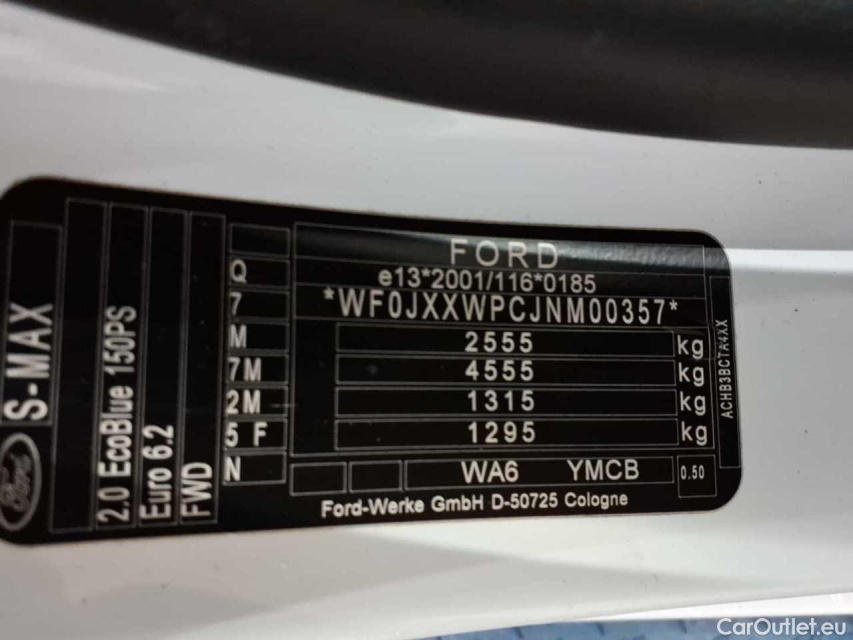 FORD
e13*2001/116*0185
*WF0JXXWPCJNM00357*
2555 kg
4555 kg
1315 kg
1295 kg
WA6 YMCB 0.50
Ford-Werke GmbH D-50725 Cologne
Q
7
M
7M
2M
5 F
N
Ford S-MAX
2.0 EcoBlue 150PS
Euro 6.2
FWD
ACHB3BCTA4XX
CarOutlet.eu